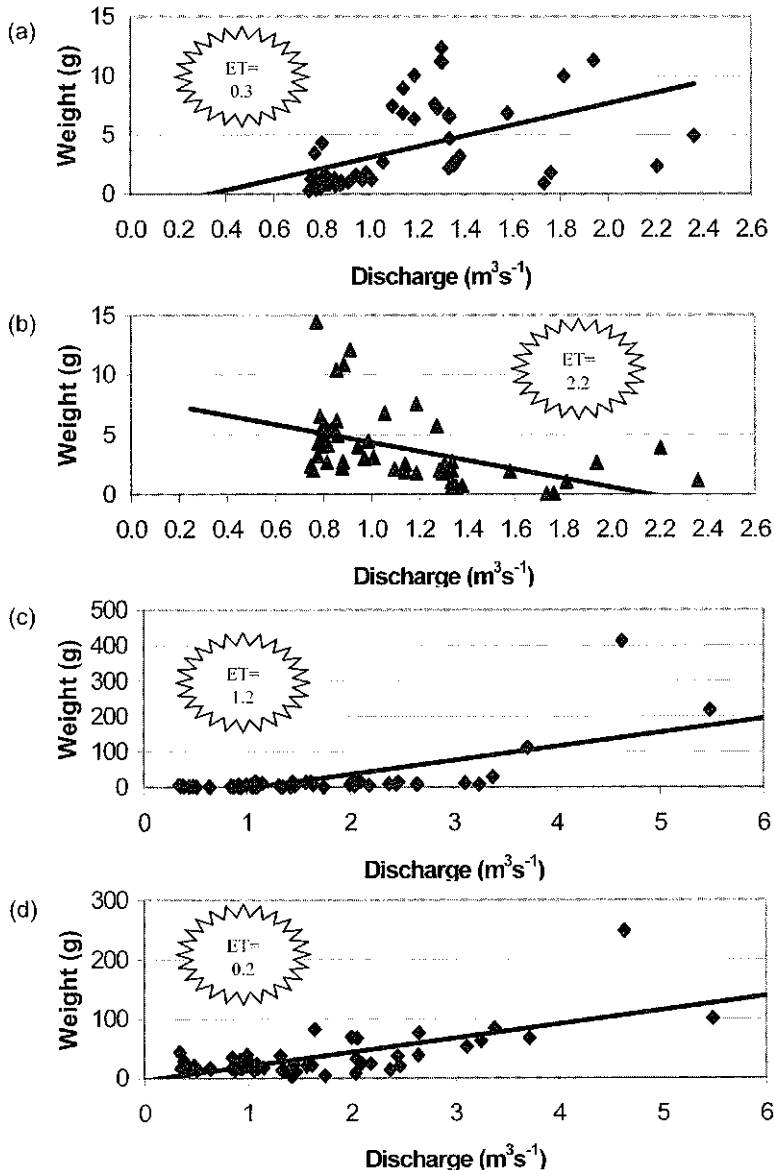 (a)
15
10
5
0
Weight (g)
ET=
0.3
0.0 0.2 0.4 0.6 0.8 1.0 1.2 1.4 1.6 1.8 2.0 2.2 2.4 2.6
Discharge (m³s⁻¹)
(b)
15
10
5
0
Weight (g)
ET=
2.2
0.0 0.2 0.4 0.6 0.8 1.0 1.2 1.4 1.6 1.8 2.0 2.2 2.4 2.6
Discharge (m³s⁻¹)
(c)
500
400
300
200
100
0
Weight (g)
ET=
1.2
0 1 2 3 4 5 6
Discharge (m³s⁻¹)
(d)
300
200
100
0
Weight (g)
ET=
0.2
0 1 2 3 4 5 6
Discharge (m³s⁻¹)